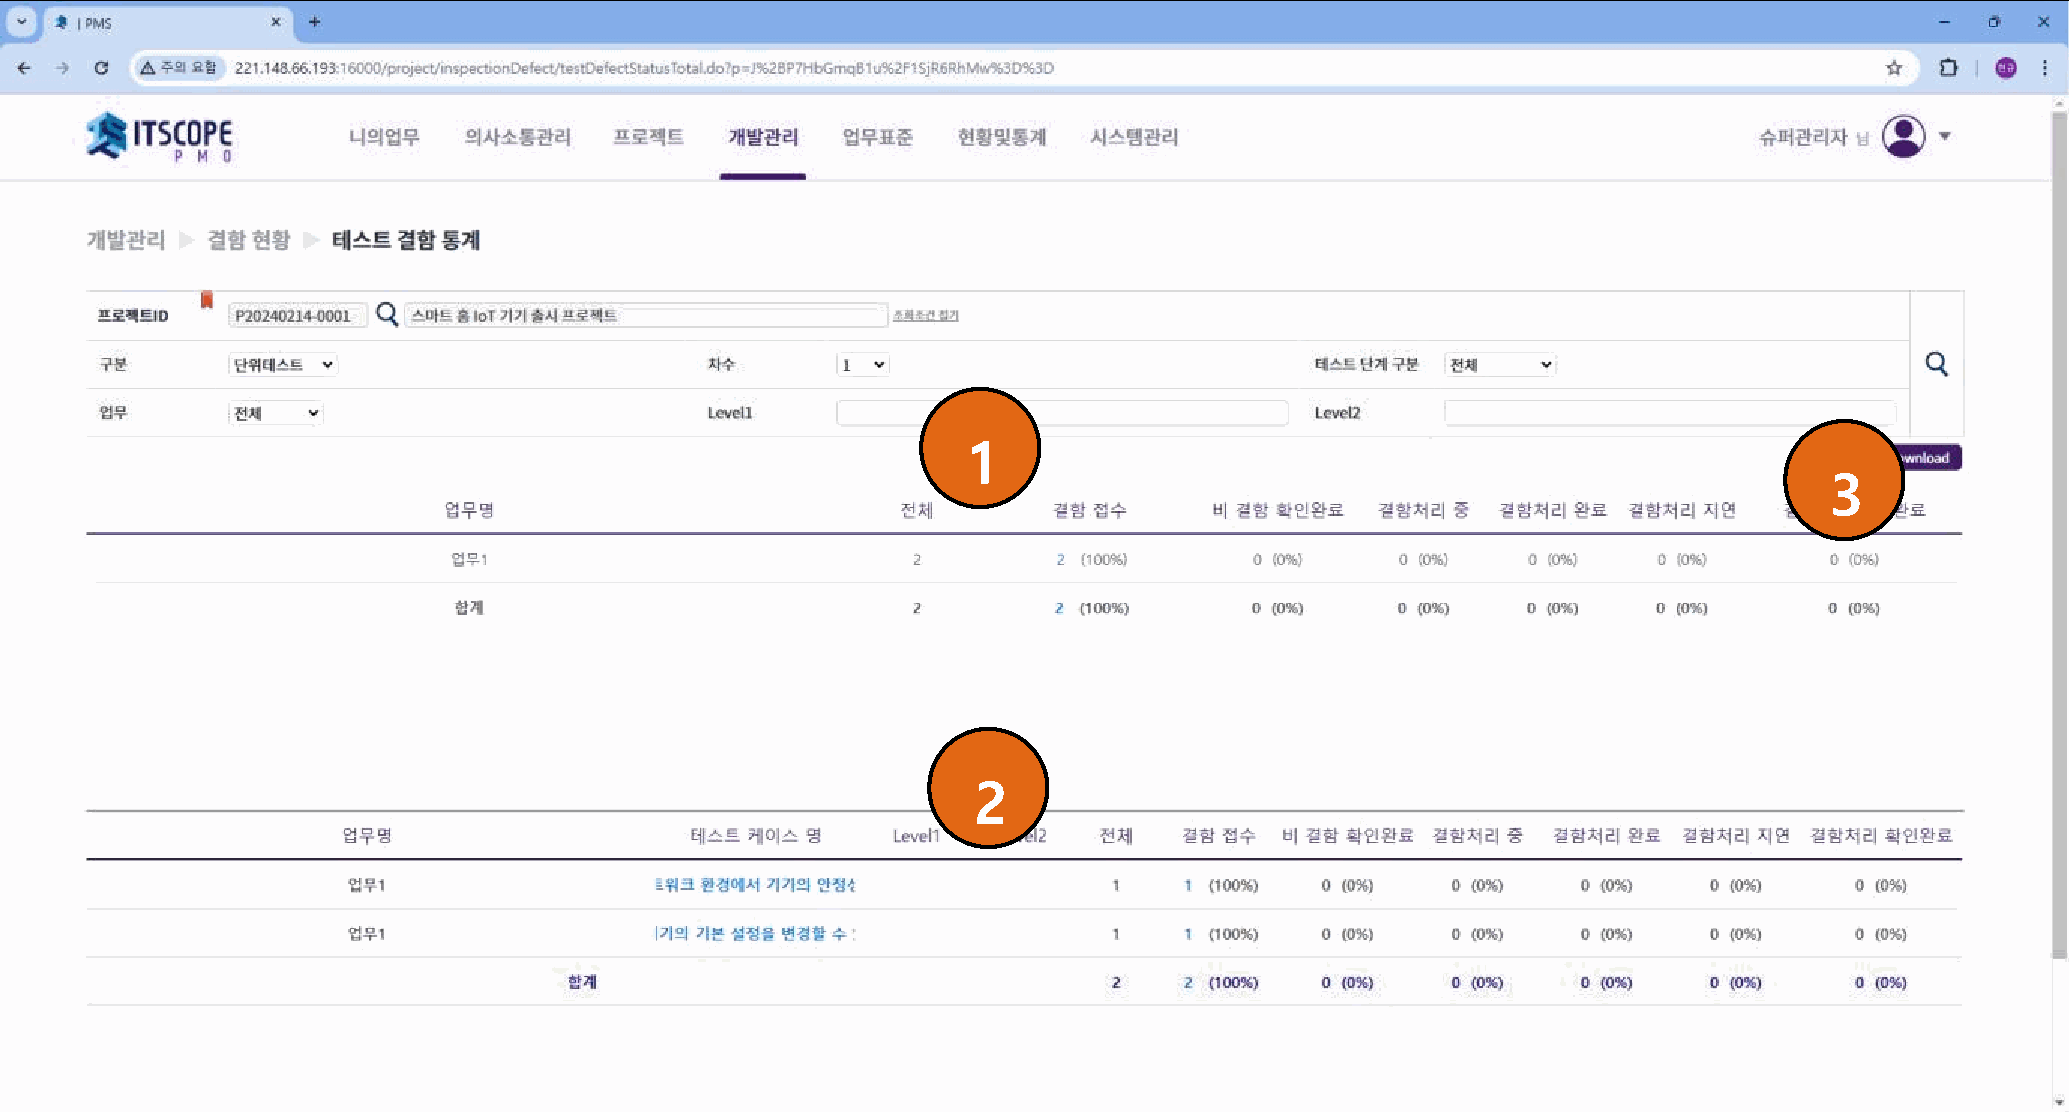 | PMS
주의 요함 221.148.66.193:16000/project/inspectionDefect/testDefectStatusTotal.do?p=J%2BP7HbGmqB1u%2F1SjR6RhMw%3D%3D
ITSCOPE
PMO
나의업무 의사소통관리 프로젝트 개발관리 업무표준 현황및통계 시스템관리 슈퍼관리자 님
개발관리 결함 현황 테스트 결함 통계
프로젝트ID P20240214-0001 스마트 홈 IoT 기기 출시 프로젝트 조회조건 접기
구분 단위테스트 차수 1 테스트 단계 구분 전체
업무 전체 Level1 Level2
1
3
wnload
업무명 전체 결함 접수 비 결함 확인완료 결함처리 중 결함처리 완료 결함처리 지연 완료
업무1 2 2 (100%) 0 (0%) 0 (0%) 0 (0%) 0 (0%) 0 (0%)
합계 2 2 (100%) 0 (0%) 0 (0%) 0 (0%) 0 (0%) 0 (0%)
2
업무명 테스트 케이스 명 Level1 el2 전체 결함 접수 비 결함 확인완료 결함처리 중 결함처리 완료 결함처리 지연 결함처리 확인완료
업무1 트워크 환경에서 기기의 안정성 1 1 (100%) 0 (0%) 0 (0%) 0 (0%) 0 (0%) 0 (0%)
업무1 기의 기본 설정을 변경할 수 1 1 (100%) 0 (0%) 0 (0%) 0 (0%) 0 (0%) 0 (0%)
합계 2 2 (100%) 0 (0%) 0 (0%) 0 (0%) 0 (0%) 0 (0%)